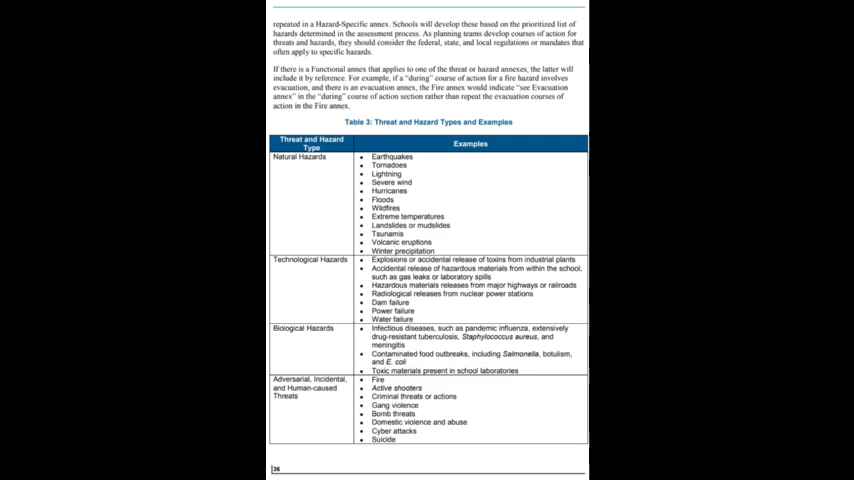 repeated in a Hazard-Specific annex. Schools will develop these based on the prioritized list of
hazards determined in the assessment process. As planning teams develop courses of action for
threats and hazards, they should consider the federal, state, and local regulations or mandates that
often apply to specific hazards.
If there is a Functional annex that applies to one of the threat or hazard annexes, the latter will
include it by reference. For example, if a “during” course of action for a fire hazard involves
evacuation, and there is an evacuation annex, the Fire annex would indicate “see Evacuation
annex” in the “during” course of action section rather than repeat the evacuation courses of
action in the Fire annex.
Table 3: Threat and Hazard Types and Examples
Threat and Hazard
Type
Examples
Natural Hazards
• Earthquakes
• Tornadoes
• Lightning
• Severe wind
• Hurricanes
• Floods
• Wildfires
• Extreme temperatures
• Landslides or mudslides
• Tsunamis
• Volcanic eruptions
• Winter precipitation
Technological Hazards
• Explosions or accidental release of toxins from industrial plants
• Accidental release of hazardous materials from within the school,
such as gas leaks or laboratory spills
• Hazardous materials releases from major highways or railroads
• Radiological releases from nuclear power stations
• Dam failure
• Power failure
• Water failure
Biological Hazards
• Infectious diseases, such as pandemic influenza, extensively
drug-resistant tuberculosis, Staphylococcus aureus, and
meningitis
• Contaminated food outbreaks, including Salmonella, botulism,
and E. coli
• Toxic materials present in school laboratories
Adversarial, Incidental,
and Human-caused
Threats
• Fire
• Active shooters
• Criminal threats or actions
• Gang violence
• Bomb threats
• Domestic violence and abuse
• Cyber attacks
• Suicide
36